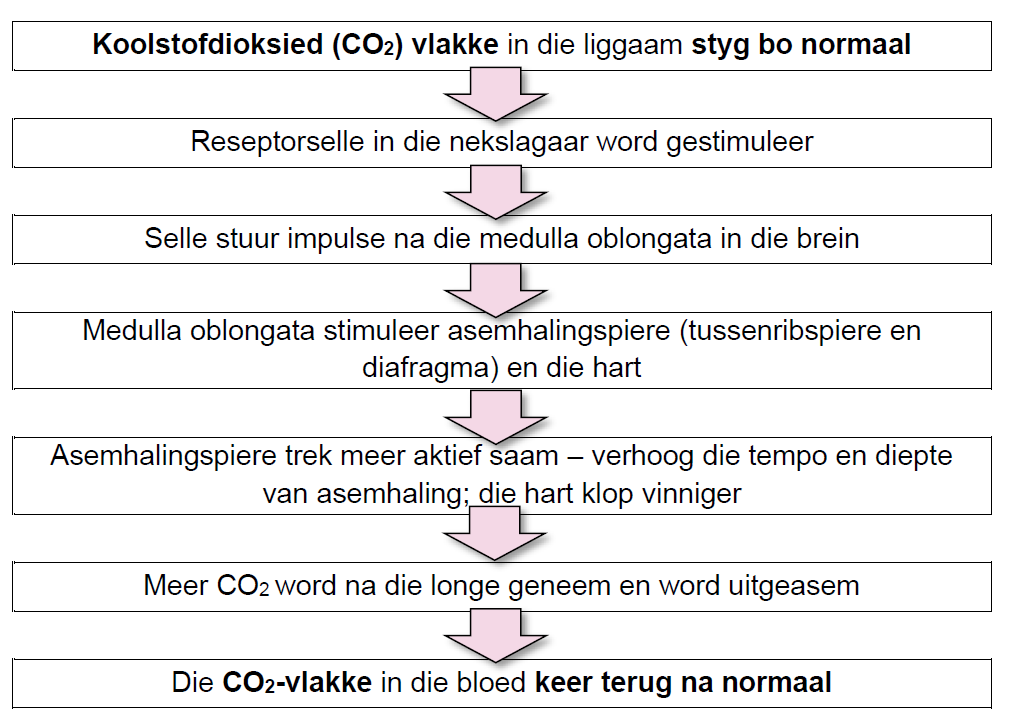 Koolstofdioksied (CO₂) vlakke in die liggaam styg bo normaal
Reseptorselle in die nekslagaar word gestimuleer
Selle stuur impulse na die medulla oblongata in die brein
Medulla oblongata stimuleer asemhalingspiere (tussenribspiere en
diafragma) en die hart
Asemhalingspiere trek meer aktief saam – verhoog die tempo en diepte
van asemhaling; die hart klop vinniger
Meer CO₂ word na die longe geneem en word uitgeasem
Die CO₂-vlakke in die bloed keer terug na normaal